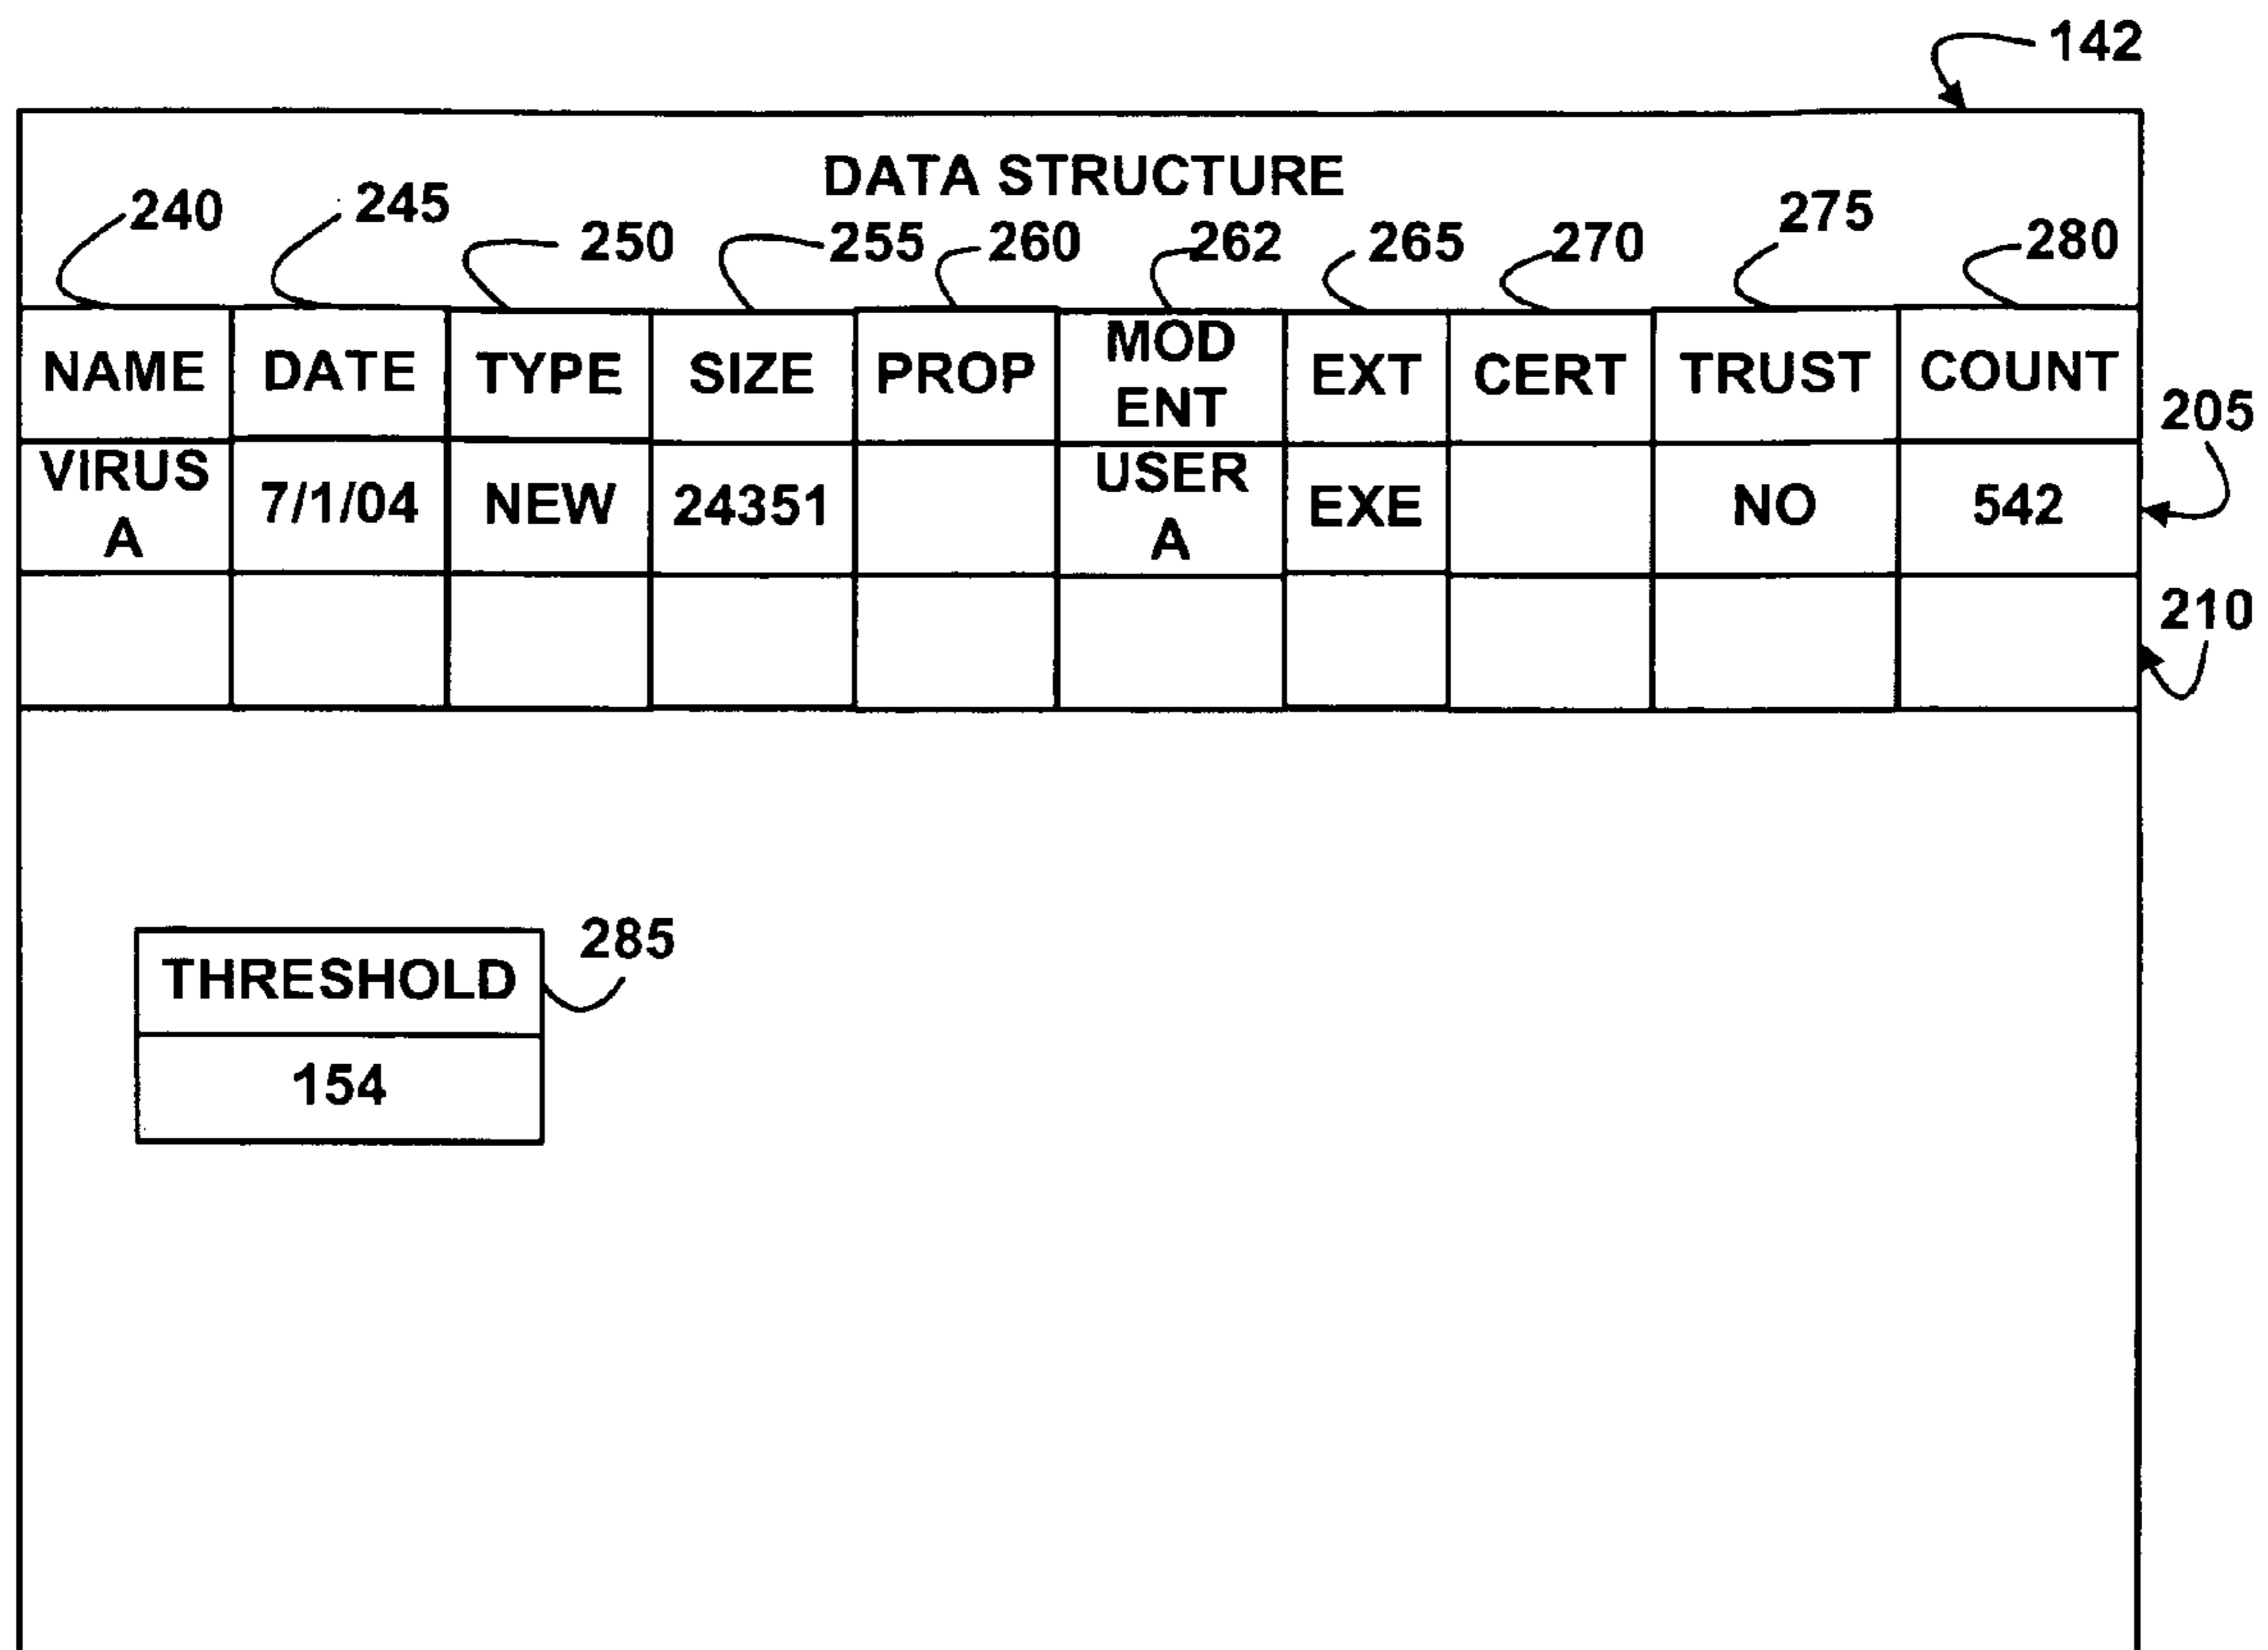 142
DATA STRUCTURE
240 245 250 255 260 262 265 270 275 280
NAME DATE TYPE SIZE PROP MOD ENT EXT CERT TRUST COUNT
205
VIRUS A 7/1/04 NEW 24351 USER A EXE NO 542
210
THRESHOLD
285
154